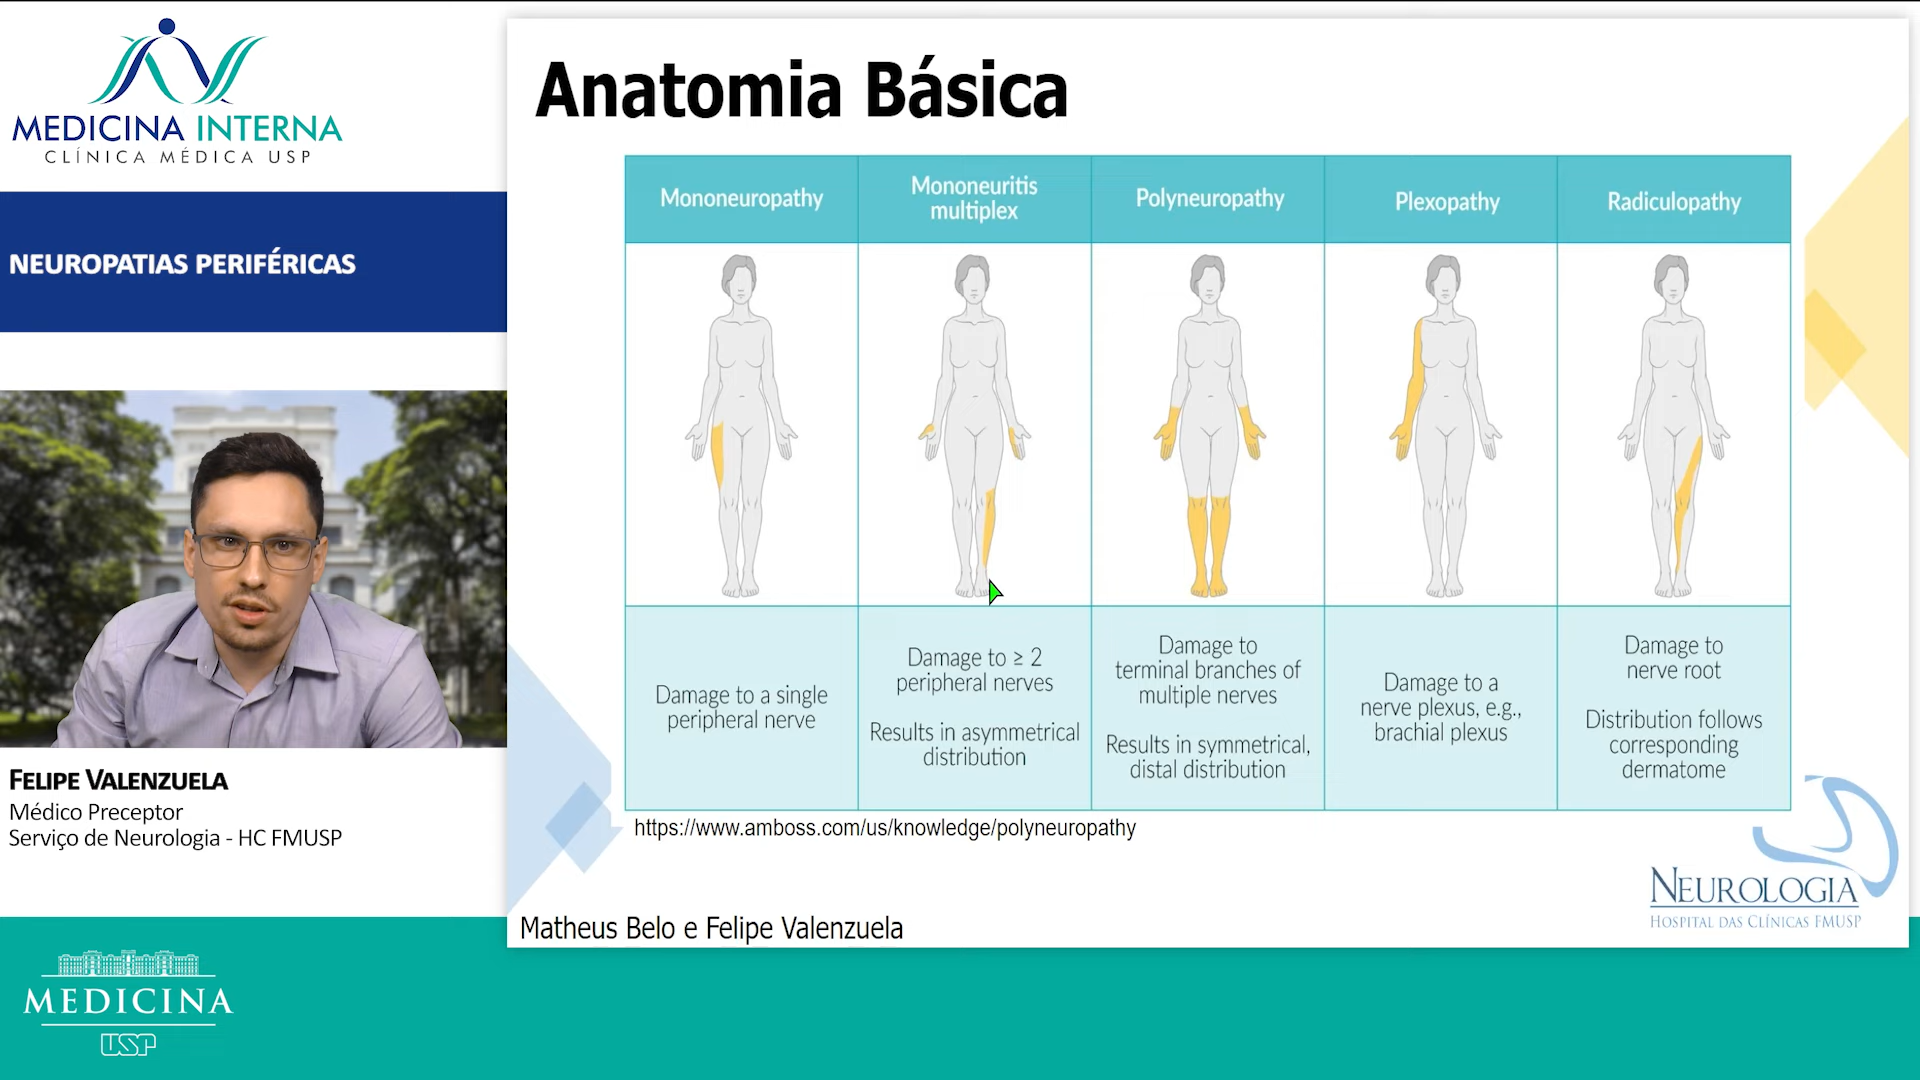 MEDICINA INTERNA
CLÍNICA MÉDICA USP
NEUROPATIAS PERIFÉRICAS
FELIPE VALENZUELA
Médico Preceptor
Serviço de Neurologia - HC FMUSP
MEDICINA
USP
Anatomia Básica
Mononeuropathy
Mononeuritis
multiplex
Polyneuropathy
Plexopathy
Radiculopathy
Damage to a single
peripheral nerve
Damage to ≥ 2
peripheral nerves
Results in asymmetrical
distribution
Damage to
terminal branches of
multiple nerves
Results in symmetrical,
distal distribution
Damage to a
nerve plexus, e.g.,
brachial plexus
Damage to
nerve root
Distribution follows
corresponding
dermatome
https://www.amboss.com/us/knowledge/polyneuropathy
NEUROLOGIA
HOSPITAL DAS CLÍNICAS FMUSP
Matheus Belo e Felipe Valenzuela